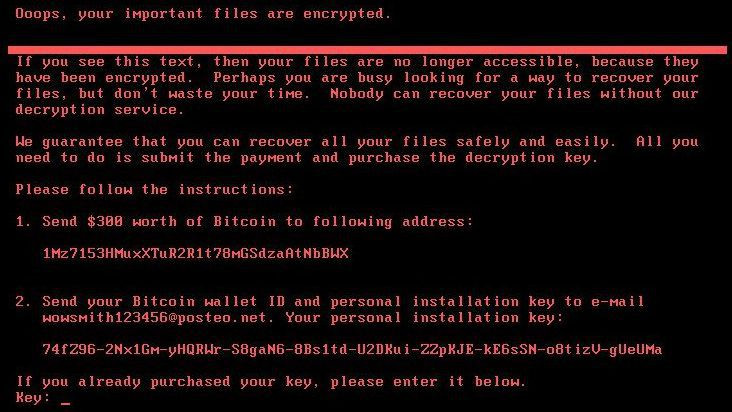 Ooops, your important files are encrypted.
If you see this text, then your files are no longer accessible, because they
have been encrypted.  Perhaps you are busy looking for a way to recover your
files, but don't waste your time.  Nobody can recover your files without our
decryption service.
We guarantee that you can recover all your files safely and easily.  All you
need to do is submit the payment and purchase the decryption key.
Please follow the instructions:
1. Send $300 worth of Bitcoin to following address:
1Mz7153HMuxXTuR2R1t78mGSdzaAtNbBWX
2. Send your Bitcoin wallet ID and personal installation key to e-mail
wowsmith123456@posteo.net. Your personal installation key:
74fZ96-2Nx1Gm-yHQRWr-S8gaN6-8Bs1td-U2DKui-ZZpKJE-kE6sSN-o8tizV-gUeUMa
If you already purchased your key, please enter it below.
Key: _